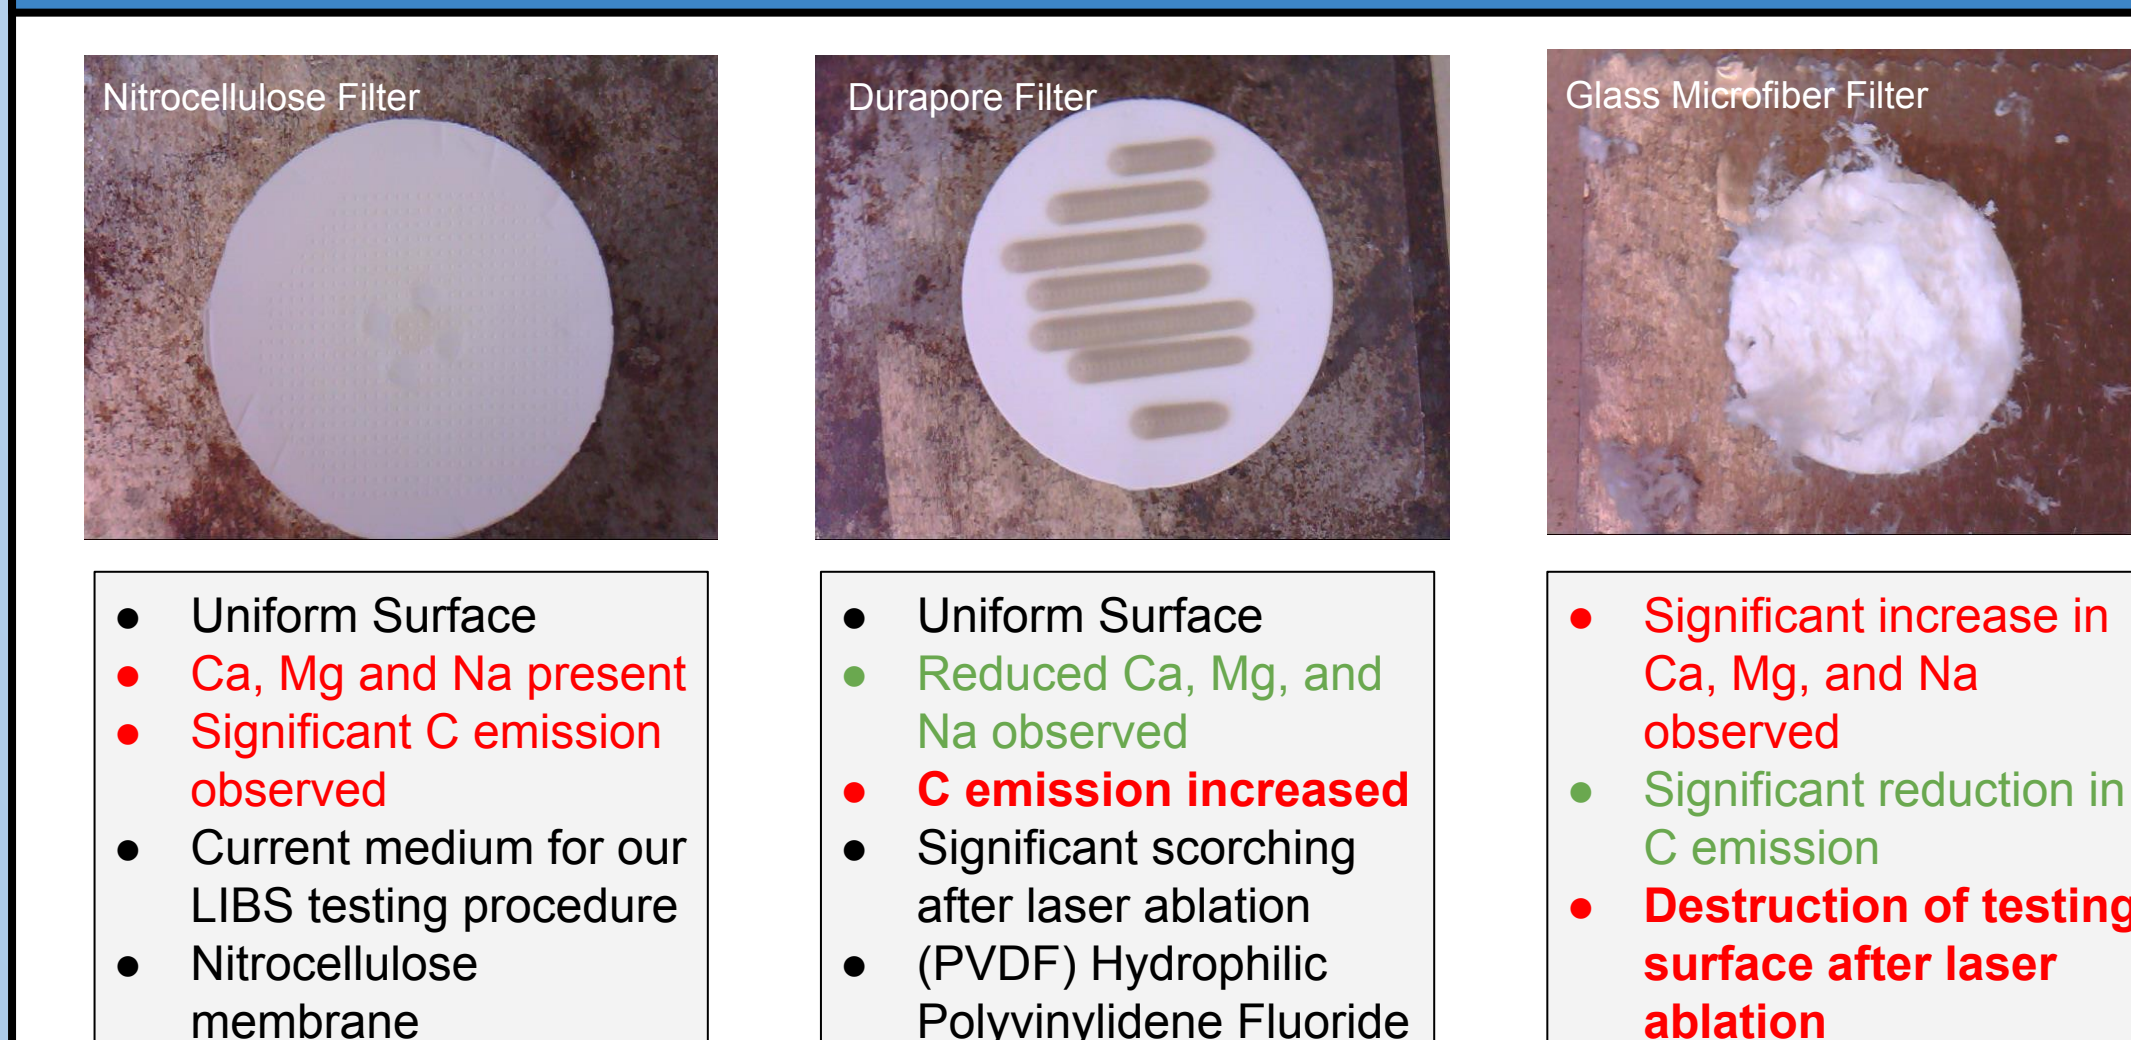 Nitrocellulose Filter
● Uniform Surface
● Ca, Mg and Na present
● Significant C emission
observed
● Current medium for our
LIBS testing procedure
● Nitrocellulose
membrane
Durapore Filter
● Uniform Surface
● Reduced Ca, Mg, and
Na observed
● C emission increased
● Significant scorching
after laser ablation
● (PVDF) Hydrophilic
Polyvinylidene Fluoride
Glass Microfiber Filter
● Significant increase in
Ca, Mg, and Na
observed
● Significant reduction in
C emission
● Destruction of testing
surface after laser
ablation